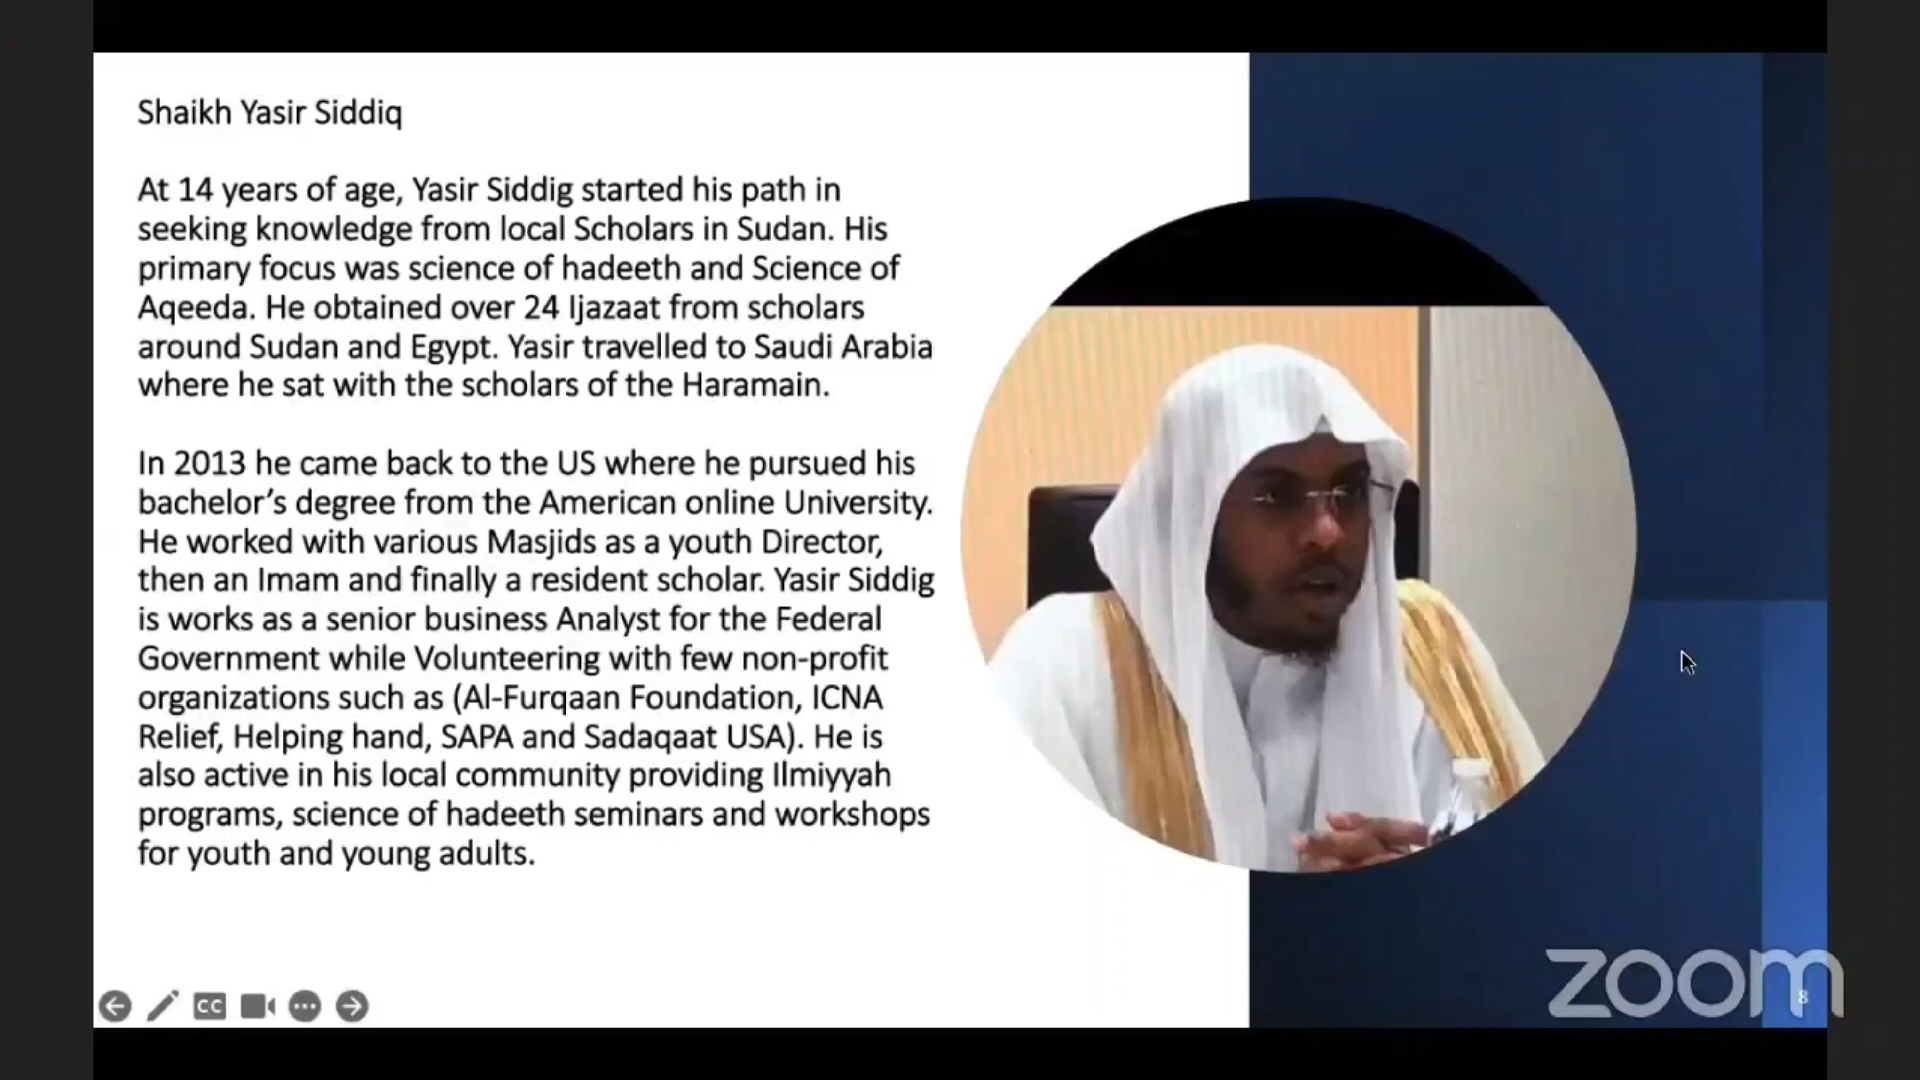 Shaikh Yasir Siddiq
At 14 years of age, Yasir Siddig started his path in
seeking knowledge from local Scholars in Sudan. His
primary focus was science of hadeeth and Science of
Aqeeda. He obtained over 24 Ijazaat from scholars
around Sudan and Egypt. Yasir travelled to Saudi Arabia
where he sat with the scholars of the Haramain.
In 2013 he came back to the US where he pursued his
bachelor’s degree from the American online University.
He worked with various Masjids as a youth Director,
then an Imam and finally a resident scholar. Yasir Siddig
is works as a senior business Analyst for the Federal
Government while Volunteering with few non-profit
organizations such as (Al-Furqaan Foundation, ICNA
Relief, Helping hand, SAPA and Sadaqaat USA). He is
also active in his local community providing Ilmiyyah
programs, science of hadeeth seminars and workshops
for youth and young adults.
CC
zoom
8